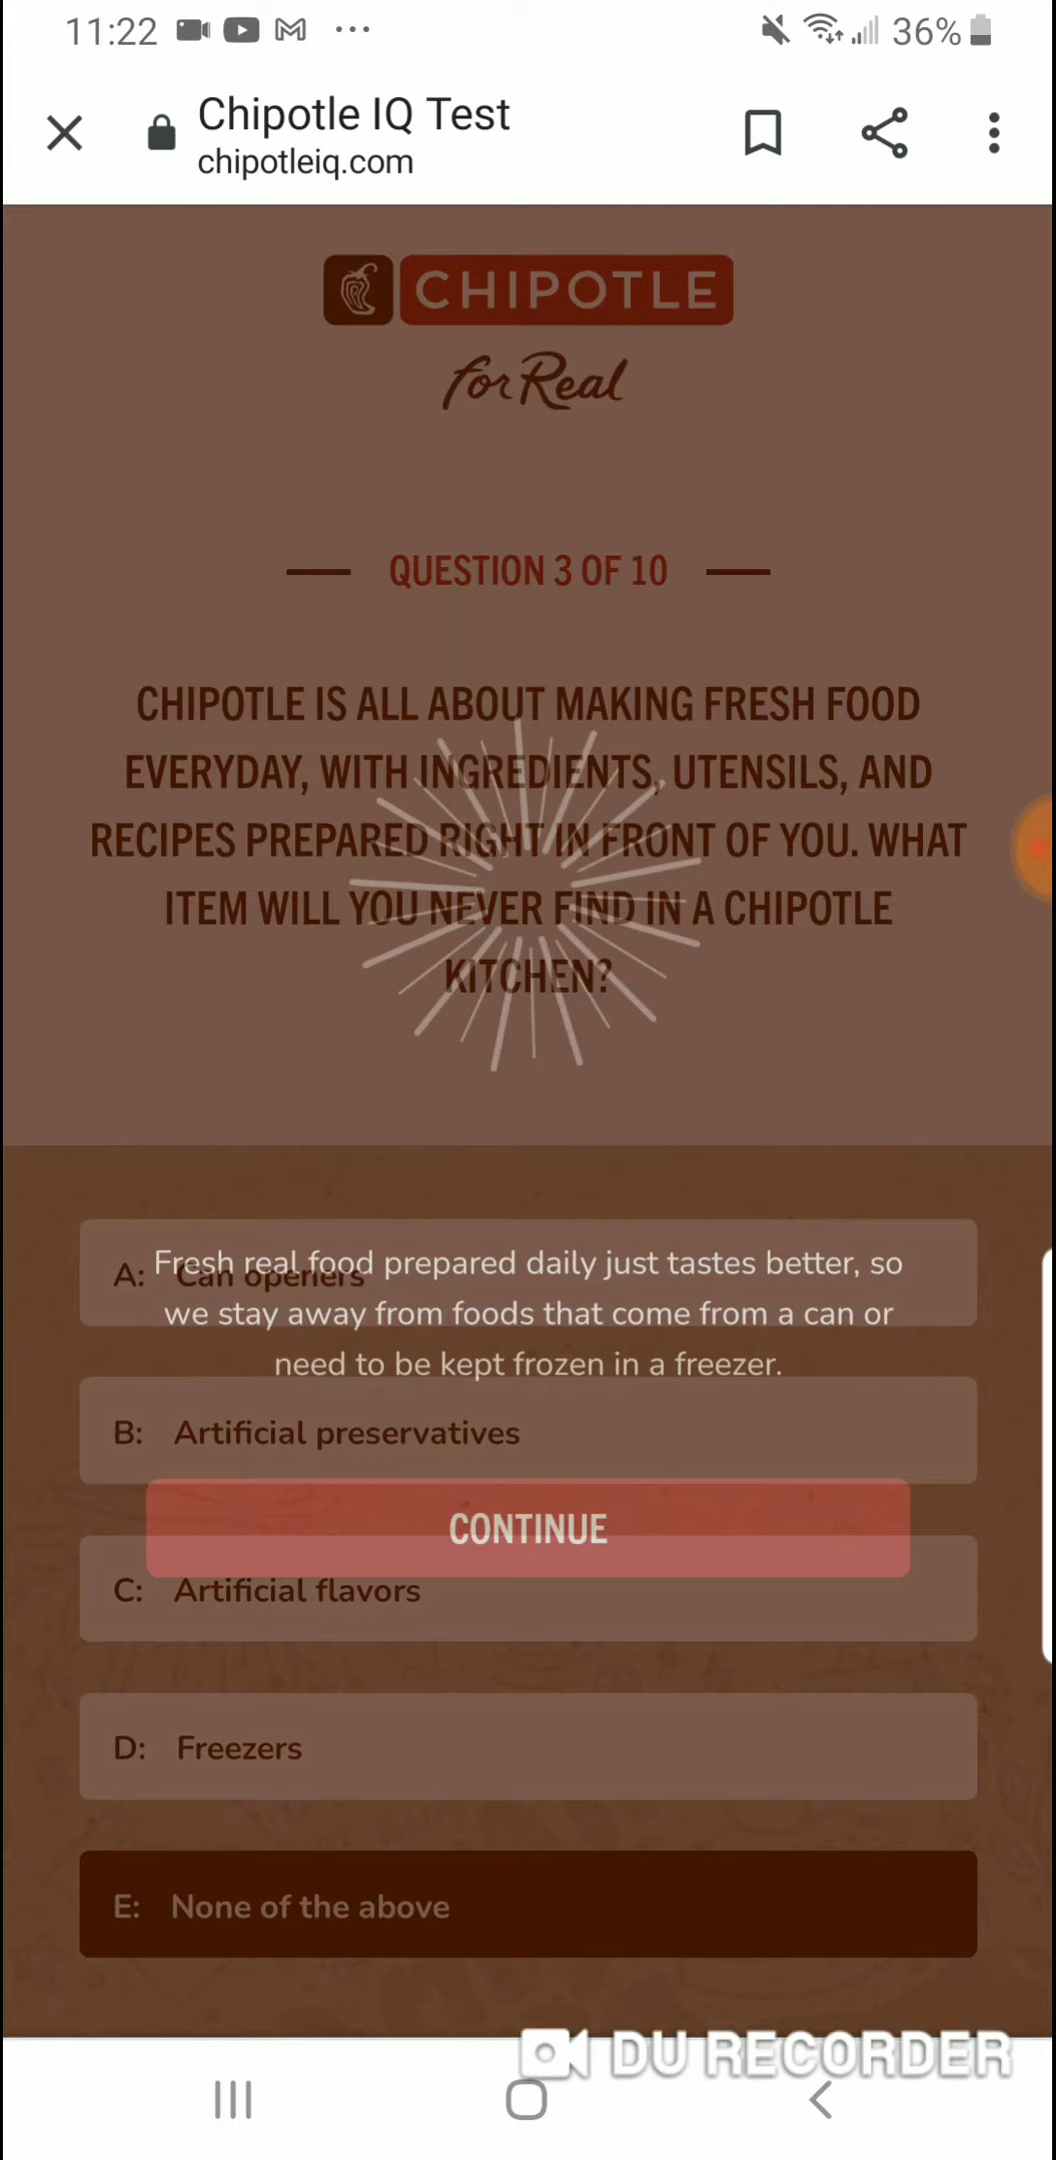 11:22
36%
Chipotle IQ Test
chipotleiq.com
CHIPOTLE
for Real
QUESTION 3 OF 10
CHIPOTLE IS ALL ABOUT MAKING FRESH FOOD
EVERYDAY, WITH INGREDIENTS, UTENSILS, AND
RECIPES PREPARED RIGHT IN FRONT OF YOU. WHAT
ITEM WILL YOU NEVER FIND IN A CHIPOTLE
KITCHEN?
A: Can openers
Fresh real food prepared daily just tastes better, so
we stay away from foods that come from a can or
need to be kept frozen in a freezer.
B: Artificial preservatives
CONTINUE
C: Artificial flavors
D: Freezers
E: None of the above
DU RECORDER